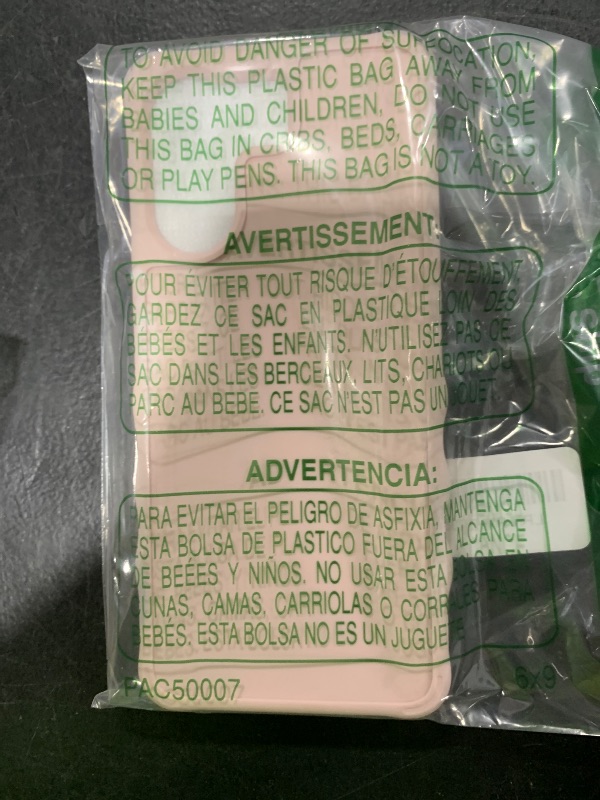 TO AVOID DANGER OF SUFFOCATION,
KEEP THIS PLASTIC BAG AWAY FROM
BABIES AND CHILDREN, DO NOT USE
THIS BAG IN CRIBS, BEDS, CARRIAGES
OR PLAY PENS. THIS BAG IS NOT A TOY.
AVERTISSEMENT:
POUR ÉVITER TOUT RISQUE D'ÉTOUFFEMENT
GARDEZ CE SAC EN PLASTIQUE LOIN DES
BÉBÉS ET LES ENFANTS. N'UTILISEZ PAS CE
SAC DANS LES BERCEAUX, LITS, CHARIOTS OU
PARC AU BEBE. CE SAC N'EST PAS UN JOUET.
ADVERTENCIA:
PARA EVITAR EL PELIGRO DE ASFIXIA, MANTENGA
ESTA BOLSA DE PLASTICO FUERA DEL ALCANCE
DE BEÉES Y NIÑOS. NO USAR ESTA BOLSA EN
CUNAS, CAMAS, CARRIOLAS O CORRALES PARA
BEBÉS, ESTA BOLSA NO ES UN JUGUETE
PAC50007
6x9